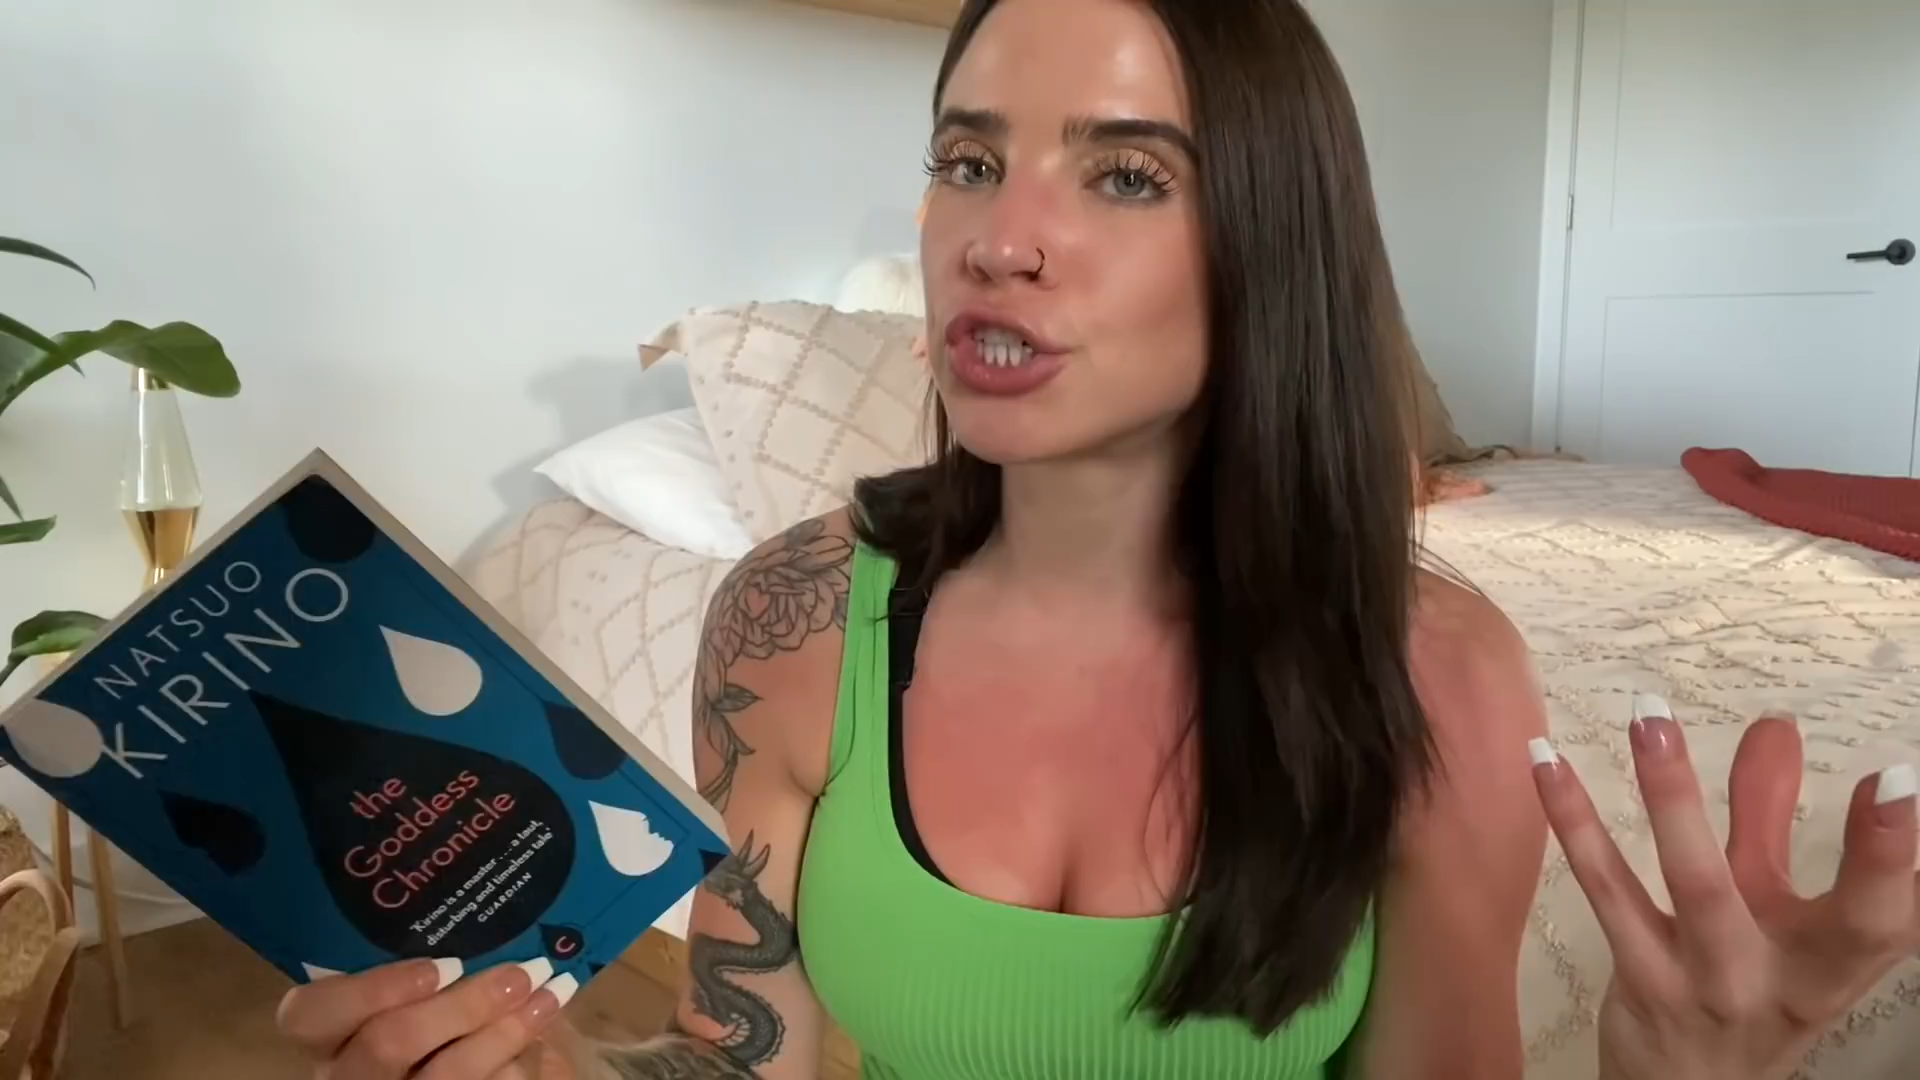 NATSUO
KIRINO
the
Goddess
Chronicle
'Kirino is a master . . . a taut,
disturbing and timeless tale'
GUARDIAN
C